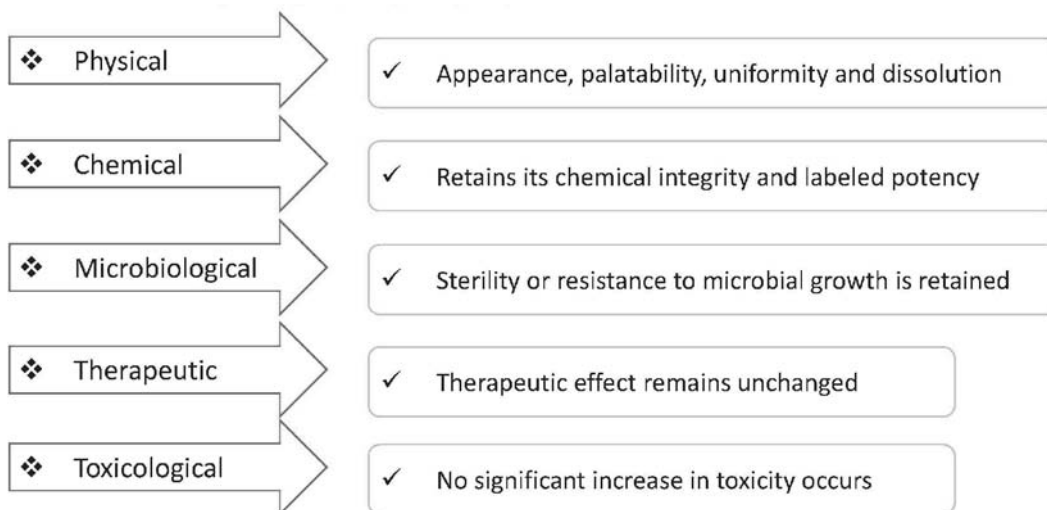 ❖ Physical
✓ Appearance, palatability, uniformity and dissolution
❖ Chemical
✓ Retains its chemical integrity and labeled potency
❖ Microbiological
✓ Sterility or resistance to microbial growth is retained
❖ Therapeutic
✓ Therapeutic effect remains unchanged
❖ Toxicological
✓ No significant increase in toxicity occurs